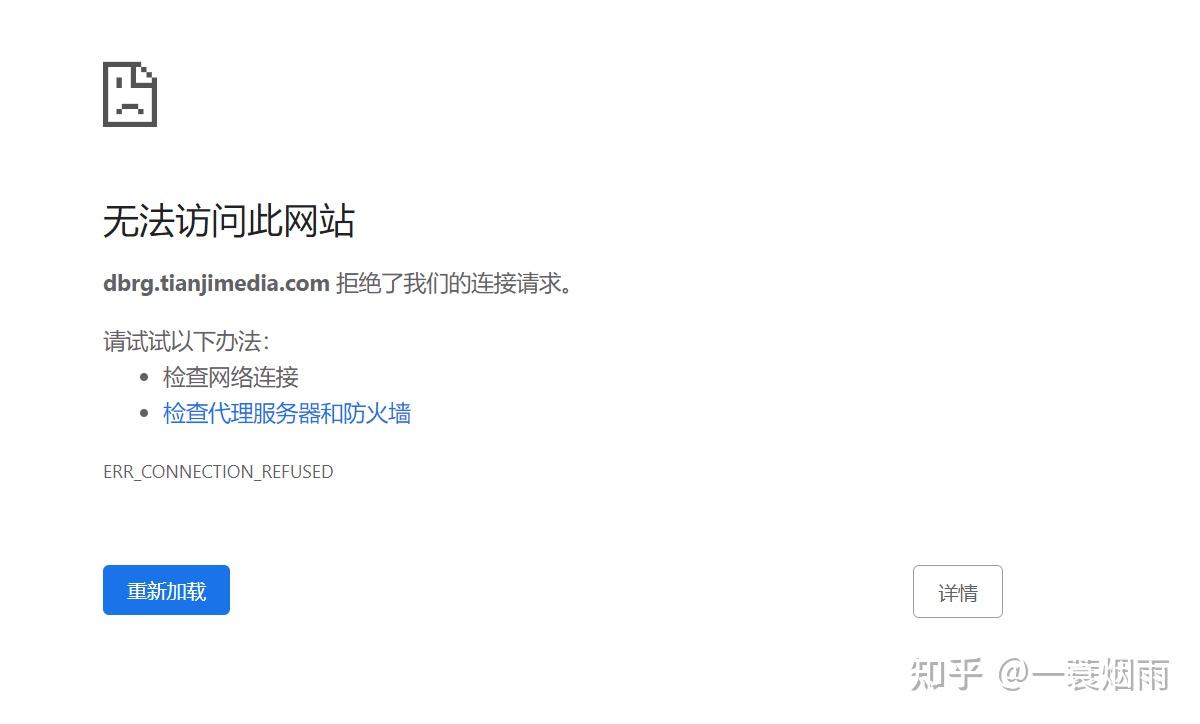 无法访问此网站
dbrg.tianjimedia.com 拒绝了我们的连接请求。
请试试以下办法：
检查网络连接
检查代理服务器和防火墙
ERR_CONNECTION_REFUSED
重新加载
详情
知乎 @一蓑烟雨